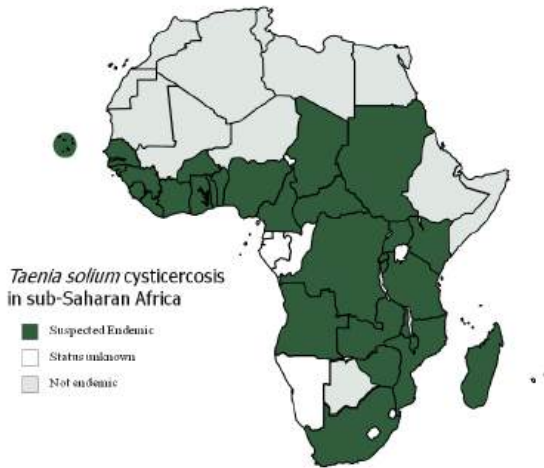 Taenia solium cysticercosis
in sub-Saharan Africa
Suspected Endemic
Status unknown
Not endemic